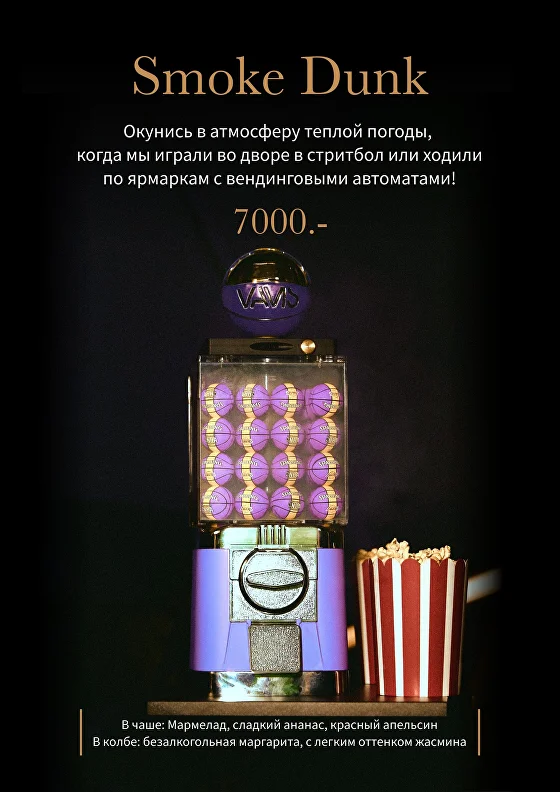 Smoke Dunk
Окунись в атмосферу теплой погоды,
когда мы играли во дворе в стритбол или ходили
по ярмаркам с вендинговыми автоматами!
7000.-
В чаше: Мармелад, сладкий ананас, красный апельсин
В колбе: безалкогольная маргарита, с легким оттенком жасмина